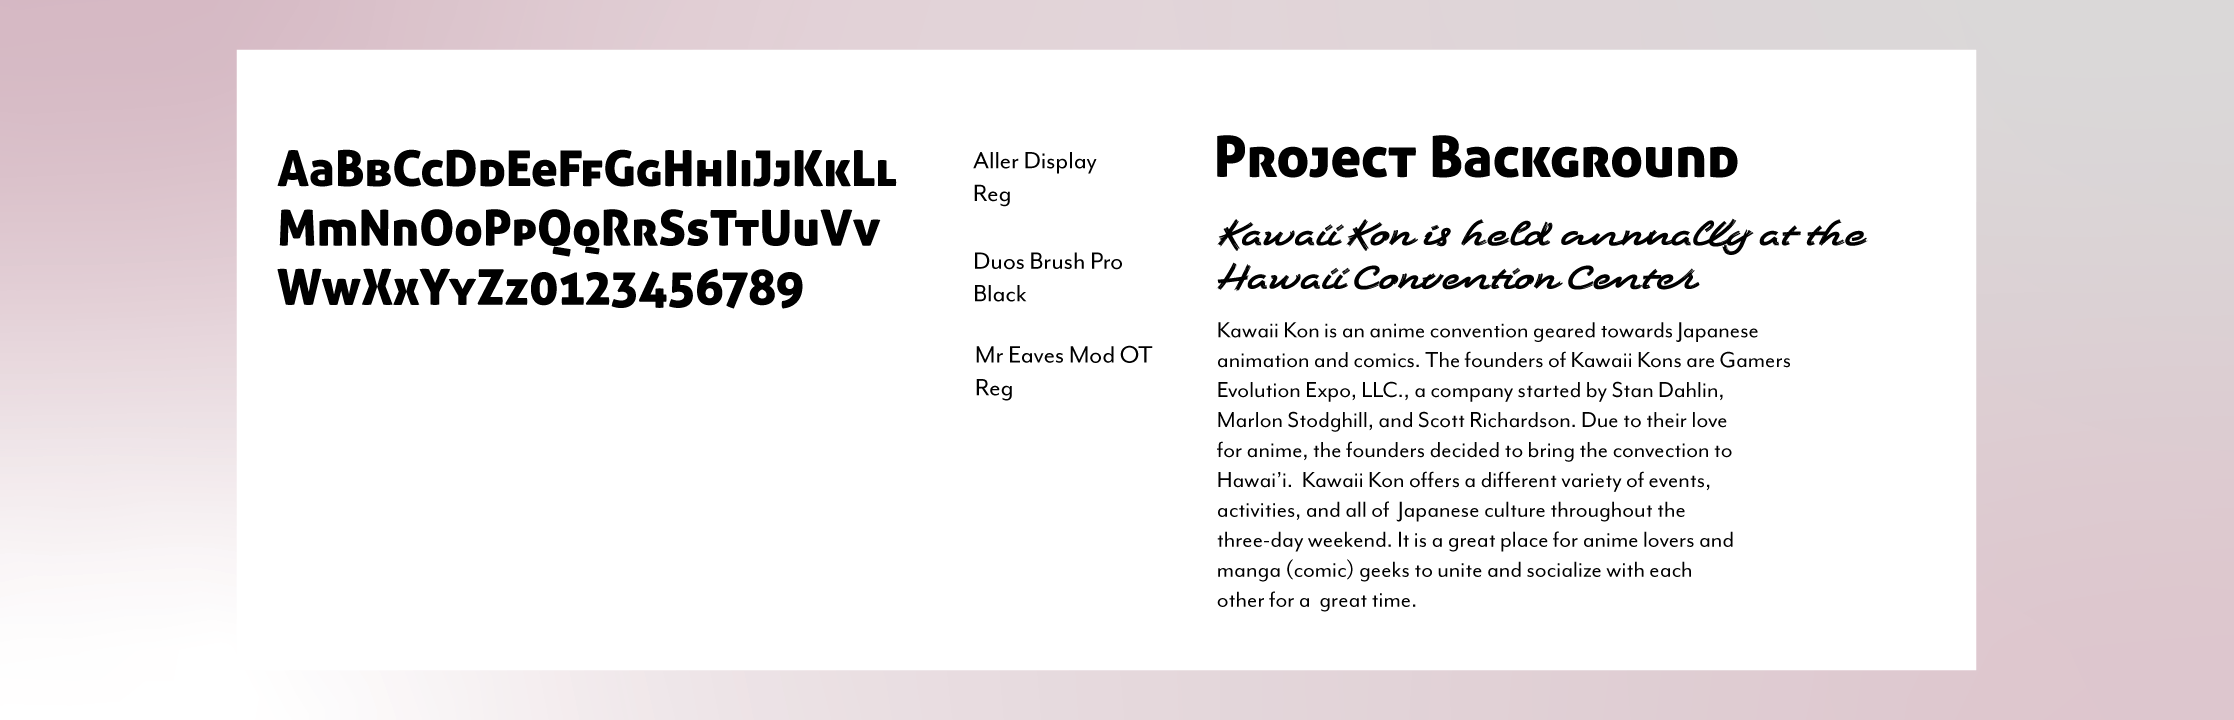 AaBbCcDdEeFfGgHhIiJjKkLl
MmNnOoPpQqRrSsTtUuVv
WwXxYyZz0123456789
Aller Display
Reg
Duos Brush Pro
Black
Mr Eaves Mod OT
Reg
Project Background
Kawaii Kon is held annually at the
Hawaii Convention Center
Kawaii Kon is an anime convention geared towards Japanese
animation and comics. The founders of Kawaii Kons are Gamers
Evolution Expo, LLC., a company started by Stan Dahlin,
Marlon Stodghill, and Scott Richardson. Due to their love
for anime, the founders decided to bring the convection to
Hawai’i.  Kawaii Kon offers a different variety of events,
activities, and all of  Japanese culture throughout the
three-day weekend. It is a great place for anime lovers and
manga (comic) geeks to unite and socialize with each
other for a  great time.